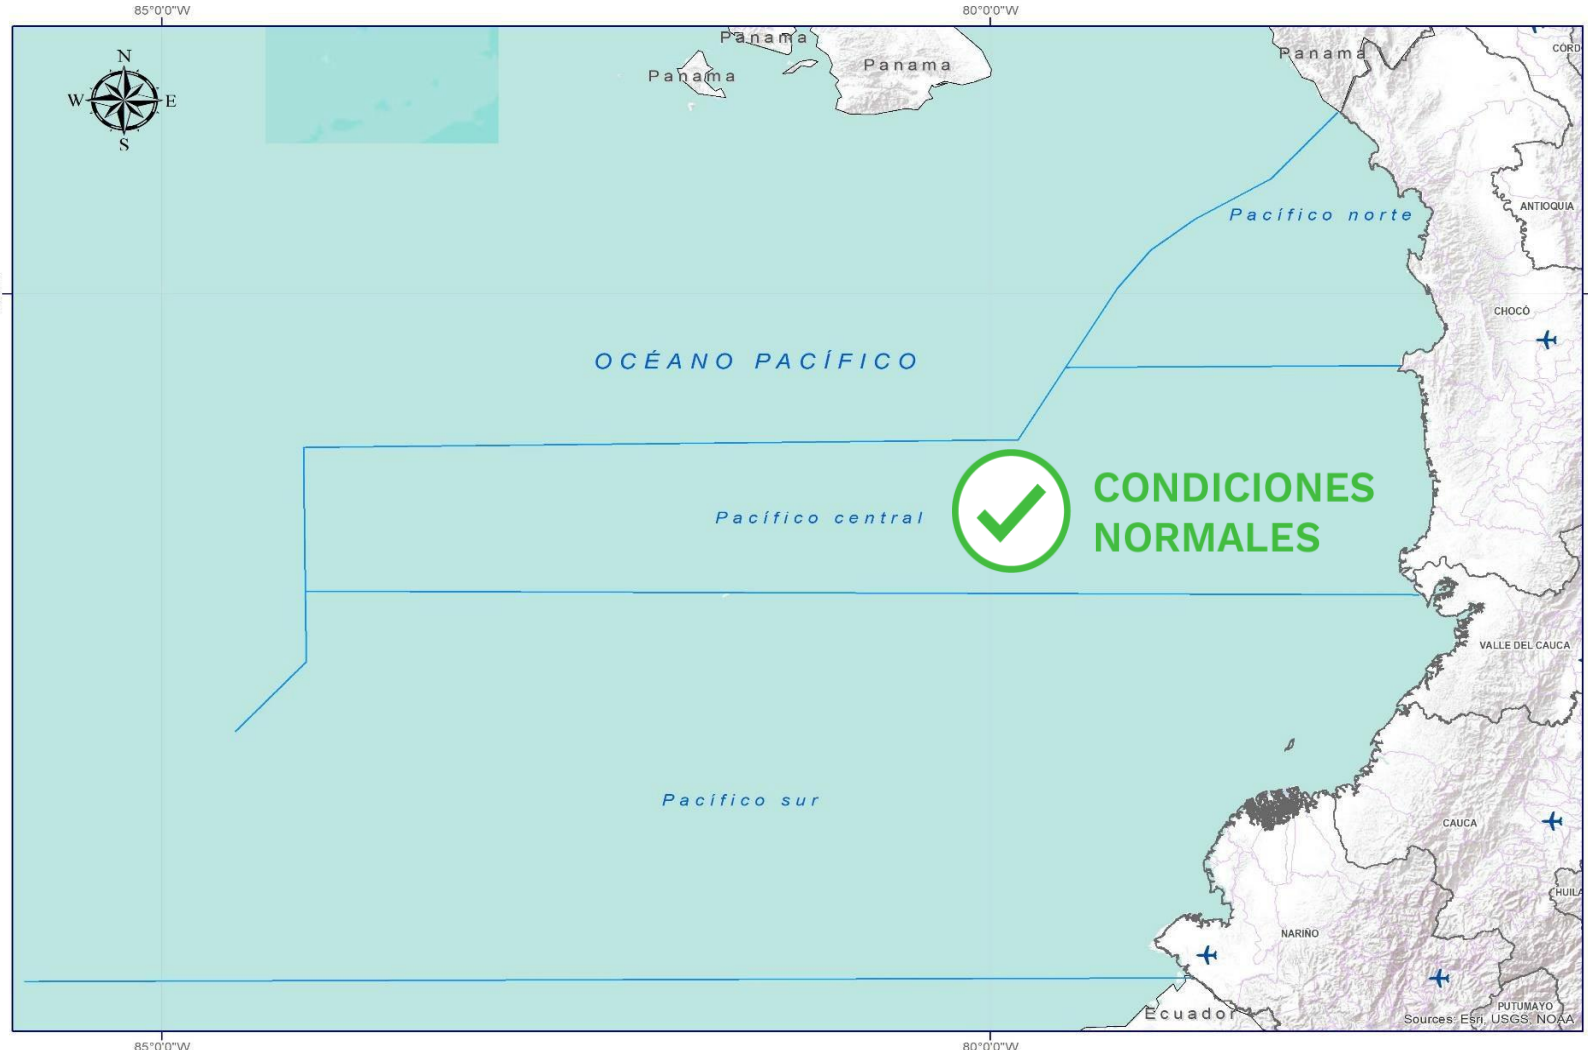 85°0'0"W
80°0'0"W
N
W
E
S
Panama
Panama
Panama
Panama
CORD
ANTIOQUIA
Pacífico norte
CHOCÓ
OCÉANO PACÍFICO
CONDICIONES
NORMALES
Pacífico central
VALLE DEL CAUCA
Pacífico sur
CAUCA
HUILA
NARIÑO
PUTUMAYO
Ecuador
Sources: Esri, USGS, NOAA
85°0'0"W
80°0'0"W